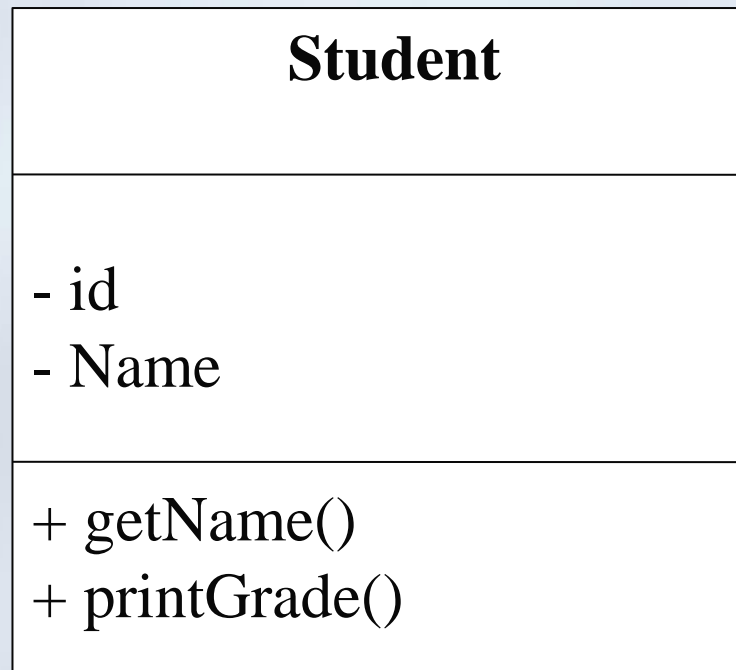 Student
- id
- Name
+ getName()
+ printGrade()